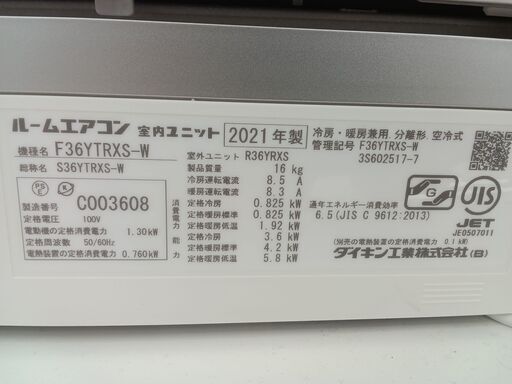 ルームエアコン 室内ユニット 2021年製 冷房・暖房兼用 分離形 空冷式
機種名 F36YTRXS-W 室外ユニット R36YRXS 管理記号 F36YTRXS-W
総称名 S36YTRXS-W 製品質量 16 kg 3S602517-7
冷房運転電流 8.5 A
PS E 製造番号 C003608 暖房運転電流 8.3 A
定格電圧 100V 消費電力 定格冷房 0.825 kW 通年エネルギー消費効率
電動機の定格消費電力 1.30kW 定格暖房標準 0.825 kW 6.5(JIS C 9612:2013)
定格周波数 50/60Hz 定格暖房低温 1.92 kW
電熱装置の定格消費電力 0.760kW 能力 定格冷房 3.6 kW
定格暖房標準 4.2 kW
定格暖房低温 5.8 kW
G
JIS
JET
JE0507011
(別売の電熱装置の定格消費電力 0.1 kW)
ダイキン工業株式会社(B)